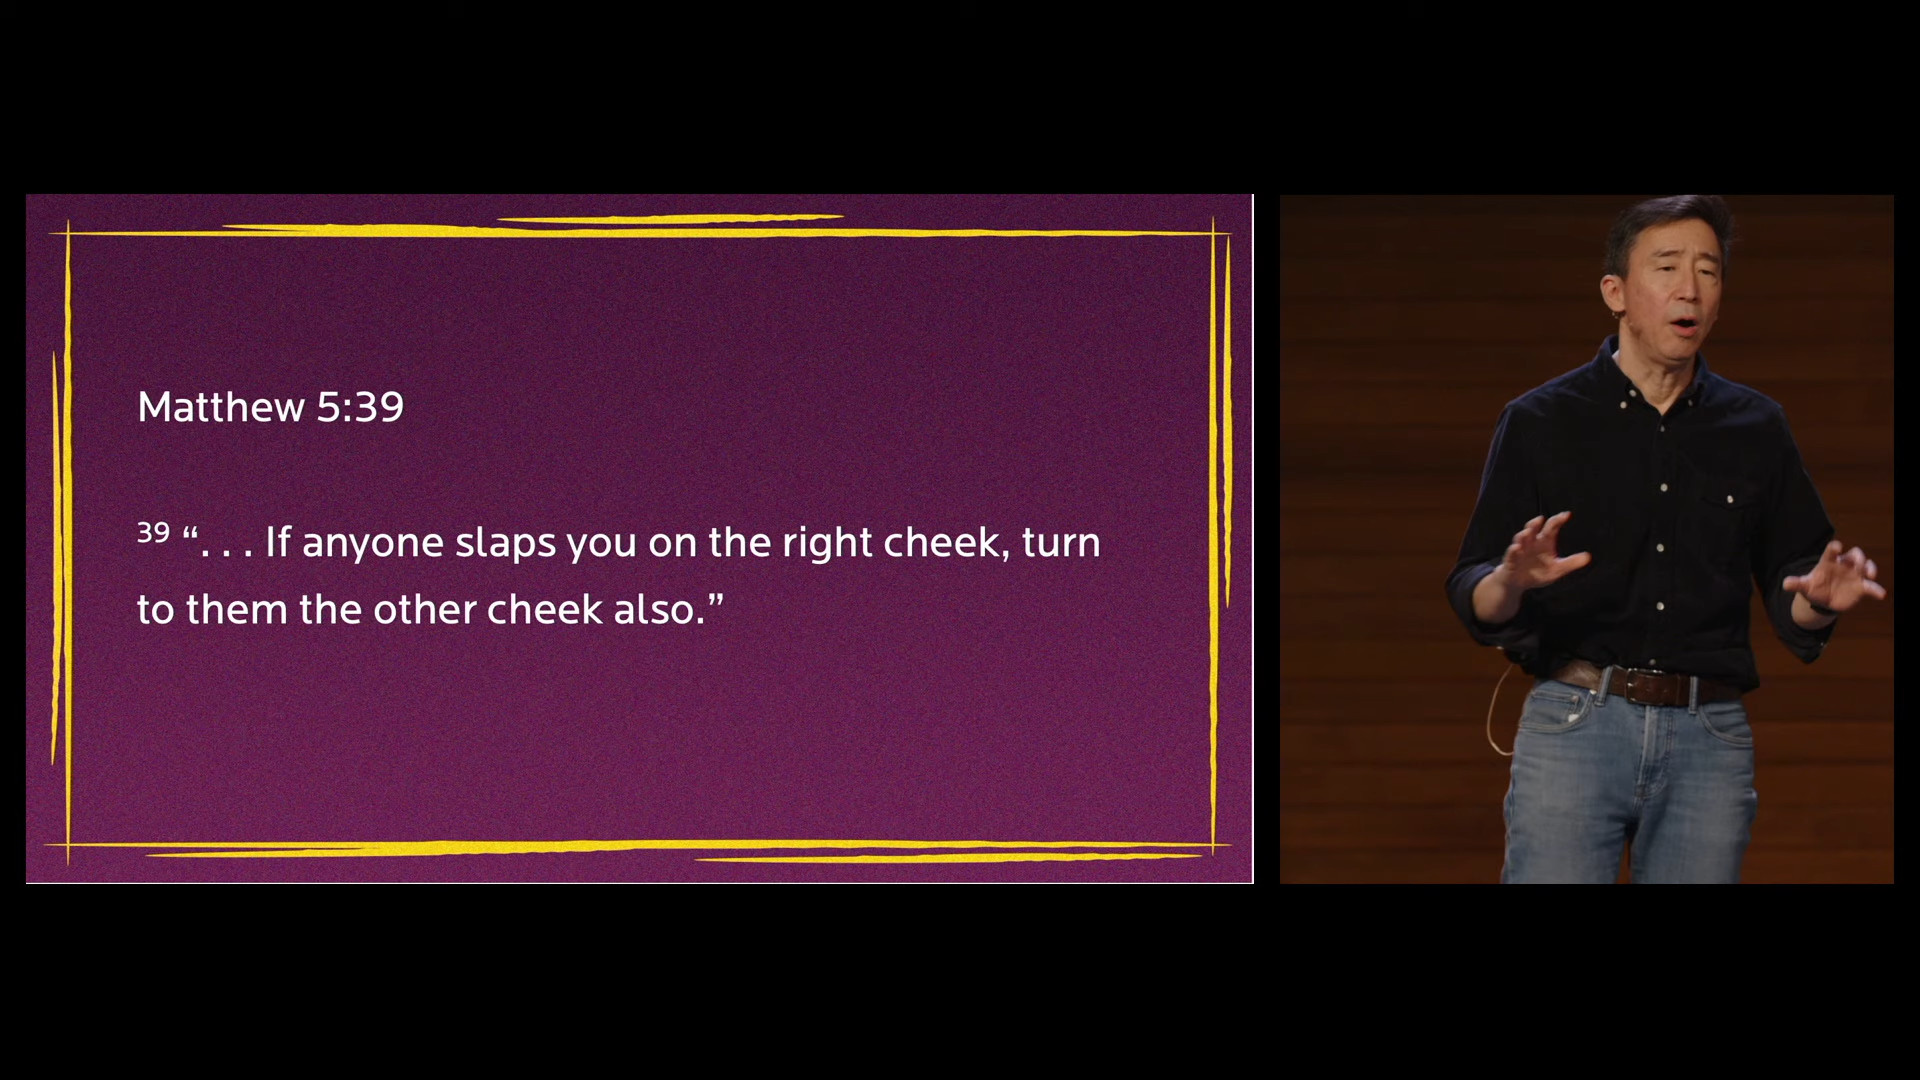 Matthew 5:39
39 “. . . If anyone slaps you on the right cheek, turn
to them the other cheek also.”